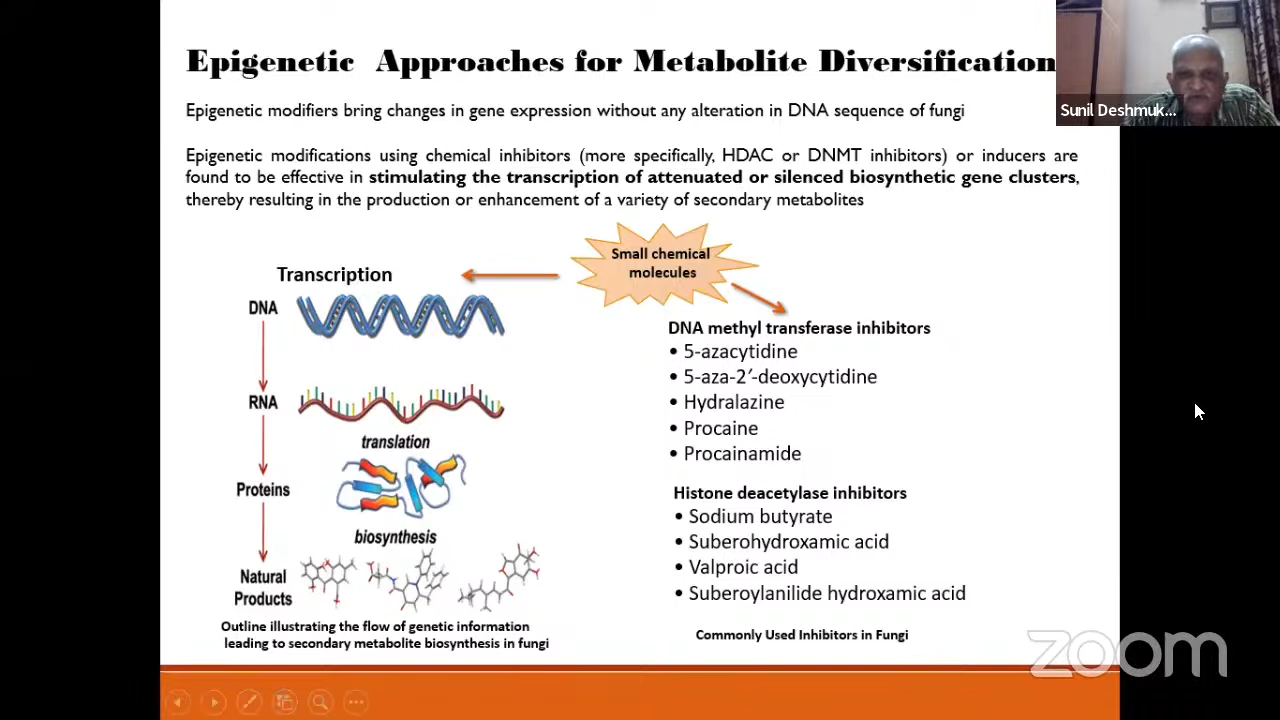 Epigenetic Approaches for Metabolite Diversification
Epigenetic modifiers bring changes in gene expression without any alteration in DNA sequence of fungi
Sunil Deshmuk...
Epigenetic modifications using chemical inhibitors (more specifically, HDAC or DNMT inhibitors) or inducers are
found to be effective in stimulating the transcription of attenuated or silenced biosynthetic gene clusters,
thereby resulting in the production or enhancement of a variety of secondary metabolites
Small chemical
molecules
Transcription
DNA
RNA
translation
Proteins
biosynthesis
Natural
Products
Outline illustrating the flow of genetic information
leading to secondary metabolite biosynthesis in fungi
DNA methyl transferase inhibitors
• 5-azacytidine
• 5-aza-2′-deoxycytidine
• Hydralazine
• Procaine
• Procainamide
Histone deacetylase inhibitors
• Sodium butyrate
• Suberohydroxamic acid
• Valproic acid
• Suberoylanilide hydroxamic acid
Commonly Used Inhibitors in Fungi
zoom